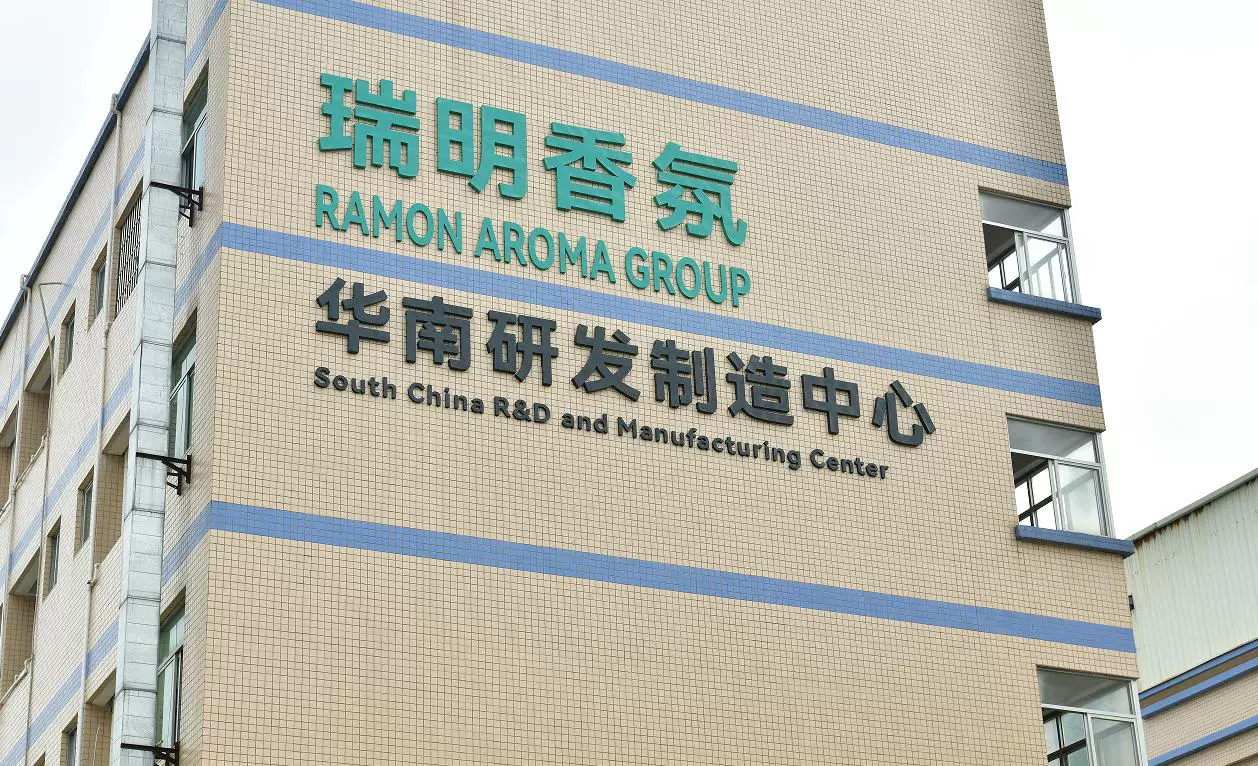 瑞明香氛
RAMON AROMA GROUP
华南研发制造中心
South China R&D and Manufacturing Center